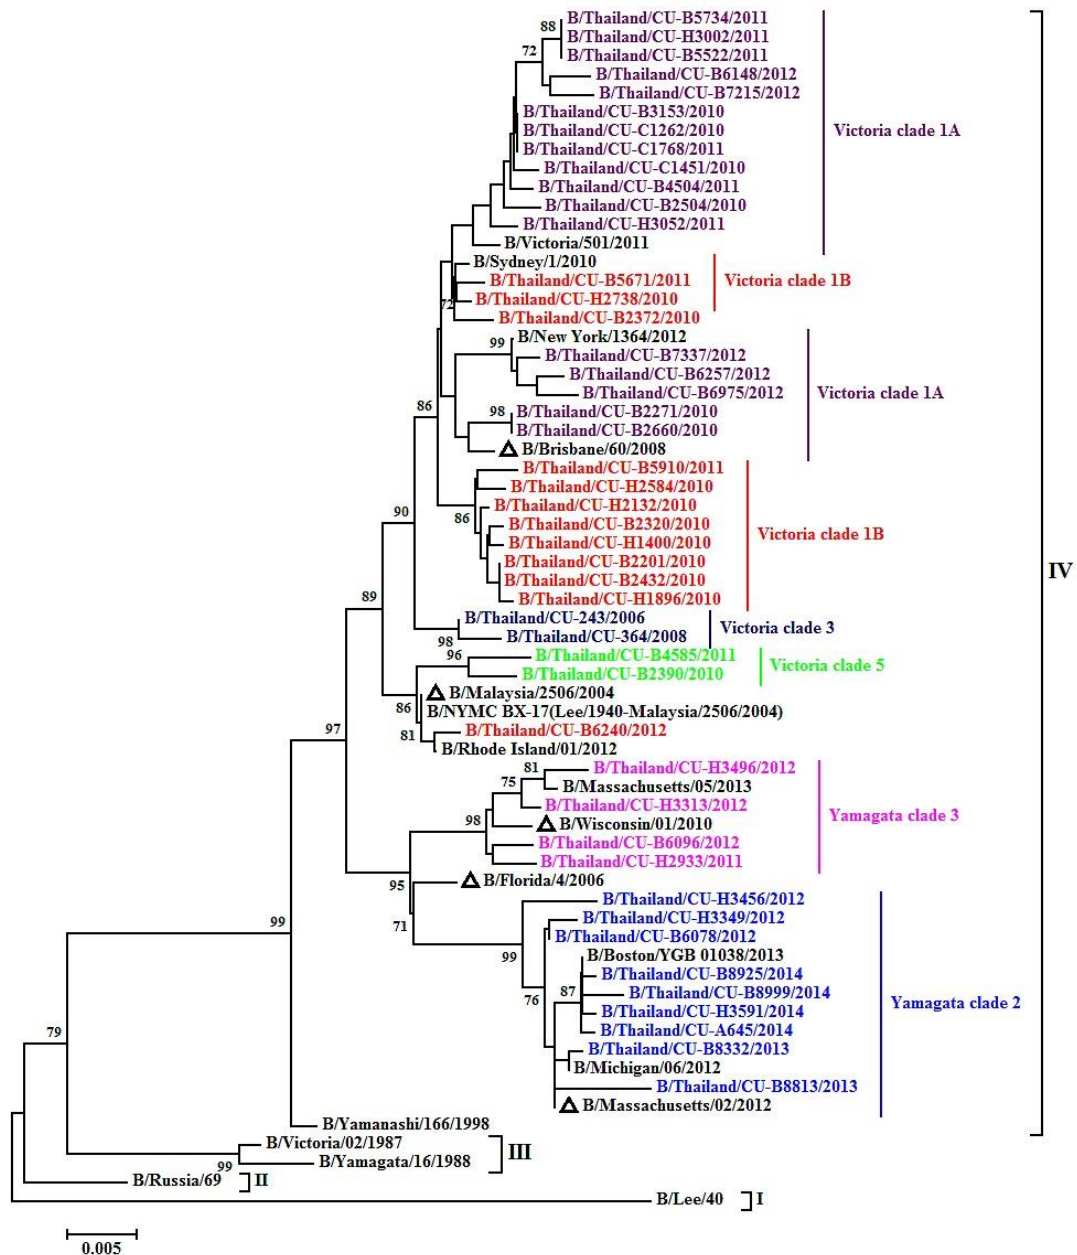 B/Thailand/CU-B5734/2011
88
B/Thailand/CU-H3002/2011
72
B/Thailand/CU-B5522/2011
B/Thailand/CU-B6148/2012
B/Thailand/CU-B7215/2012
B/Thailand/CU-B3153/2010
B/Thailand/CU-C1262/2010
Victoria clade 1A
B/Thailand/CU-C1768/2011
B/Thailand/CU-C1451/2010
B/Thailand/CU-B4504/2011
B/Thailand/CU-B2504/2010
B/Thailand/CU-H3052/2011
B/Victoria/501/2011
B/Sydney/1/2010
B/Thailand/CU-B5671/2011
Victoria clade 1B
B/Thailand/CU-H2738/2010
72
B/Thailand/CU-B2372/2010
B/New York/1364/2012
99
B/Thailand/CU-B7337/2012
B/Thailand/CU-B6257/2012
B/Thailand/CU-B6975/2012
Victoria clade 1A
86
98
B/Thailand/CU-B2271/2010
B/Thailand/CU-B2660/2010
B/Brisbane/60/2008
B/Thailand/CU-B5910/2011
B/Thailand/CU-H2584/2010
B/Thailand/CU-H2132/2010
90
86
B/Thailand/CU-B2320/2010
Victoria clade 1B
B/Thailand/CU-H1400/2010
B/Thailand/CU-B2201/2010
IV
B/Thailand/CU-B2432/2010
89
B/Thailand/CU-H1896/2010
B/Thailand/CU-243/2006
Victoria clade 3
98
B/Thailand/CU-364/2008
96
B/Thailand/CU-B4585/2011
Victoria clade 5
B/Thailand/CU-B2390/2010
B/Malaysia/2506/2004
86
B/NYMC BX-17(Lee/1940-Malaysia/2506/2004)
97
81
B/Thailand/CU-B6240/2012
B/Rhode Island/01/2012
81
B/Thailand/CU-H3496/2012
75
B/Massachusetts/05/2013
B/Thailand/CU-H3313/2012
Yamagata clade 3
98
B/Wisconsin/01/2010
B/Thailand/CU-B6096/2012
B/Thailand/CU-H2933/2011
95
B/Florida/4/2006
B/Thailand/CU-H3456/2012
99
71
B/Thailand/CU-H3349/2012
B/Thailand/CU-B6078/2012
99
B/Boston/YGB 01038/2013
B/Thailand/CU-B8925/2014
76
87
B/Thailand/CU-B8999/2014
Yamagata clade 2
B/Thailand/CU-H3591/2014
79
B/Thailand/CU-A645/2014
B/Thailand/CU-B8332/2013
B/Michigan/06/2012
B/Thailand/CU-B8813/2013
B/Massachusetts/02/2012
B/Yamanashi/166/1998
B/Victoria/02/1987
III
99
B/Yamagata/16/1988
B/Russia/69
II
B/Lee/40
I
0.005